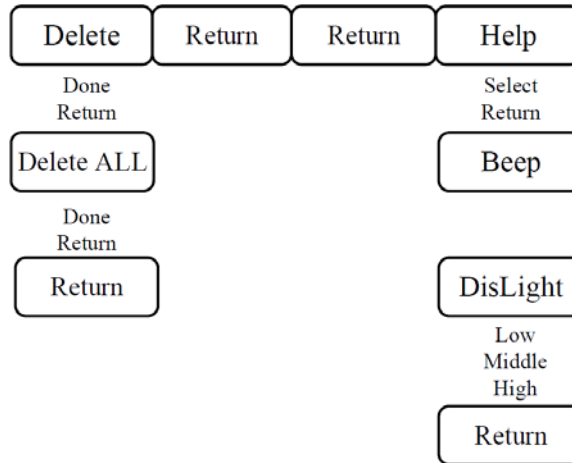 Delete Return Return Help
Done
Return
Select
Return
Delete ALL
Beep
Done
Return
Return
DisLight
Low
Middle
High
Return